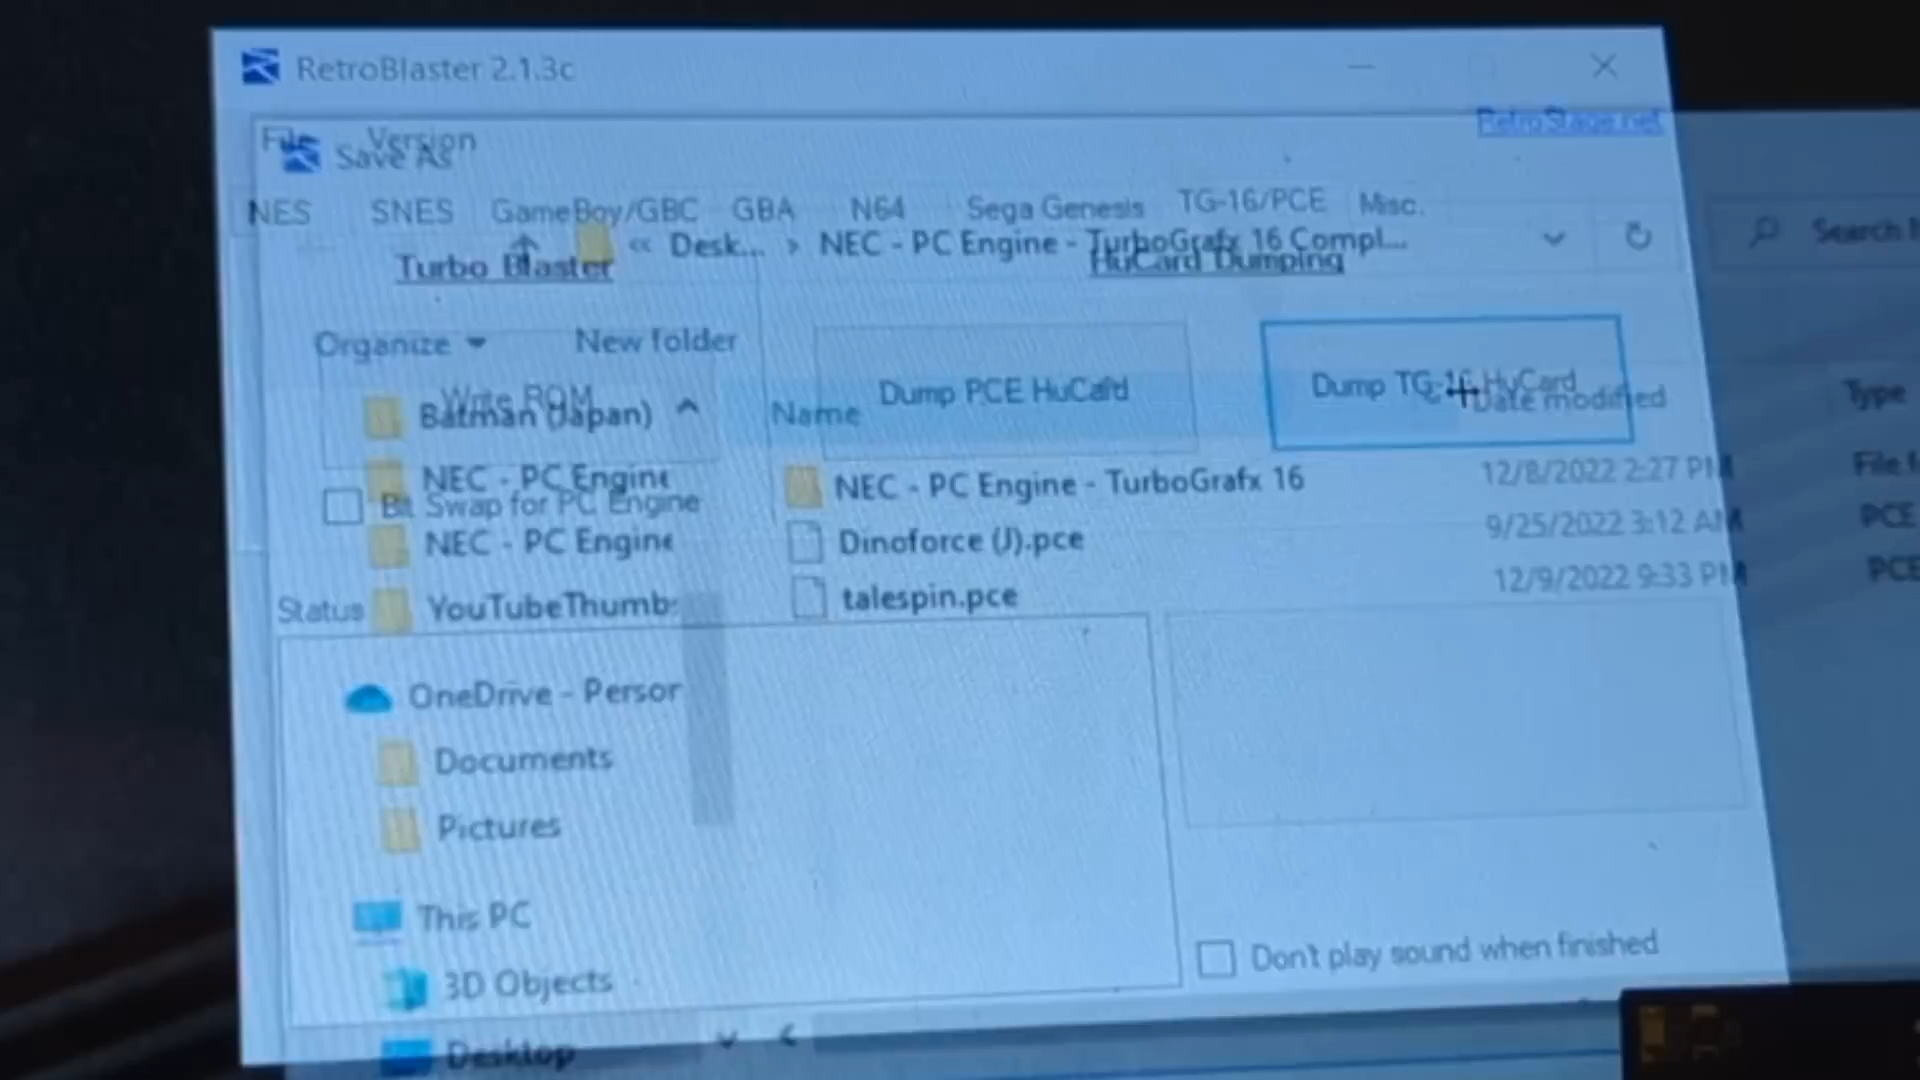 RetroBlaster 2.1.3c
RetroStage.net
File Version
Save As
NES SNES GameBoy/GBC GBA N64 Sega Genesis TG-16/PCE Misc.
« Desk... › NEC - PC Engine - TurboGrafx 16 Compl...
Search
Turbo Blaster
HuCard Dumping
Organize New folder
Write ROM
Dump PCE HuCard
Dump TG-16 HuCard
Batman (Japan)
Name
Date modified
Type
NEC - PC Engine
NEC - PC Engine - TurboGrafx 16
12/8/2022 2:27 PM
File f
Bit Swap for PC Engine
NEC - PC Engine
Dinoforce (J).pce
9/25/2022 3:12 AM
PCE
Status
YouTubeThumb
talespin.pce
12/9/2022 9:33 PM
PCE
OneDrive - Person
Documents
Pictures
This PC
3D Objects
Don't play sound when finished
Desktop